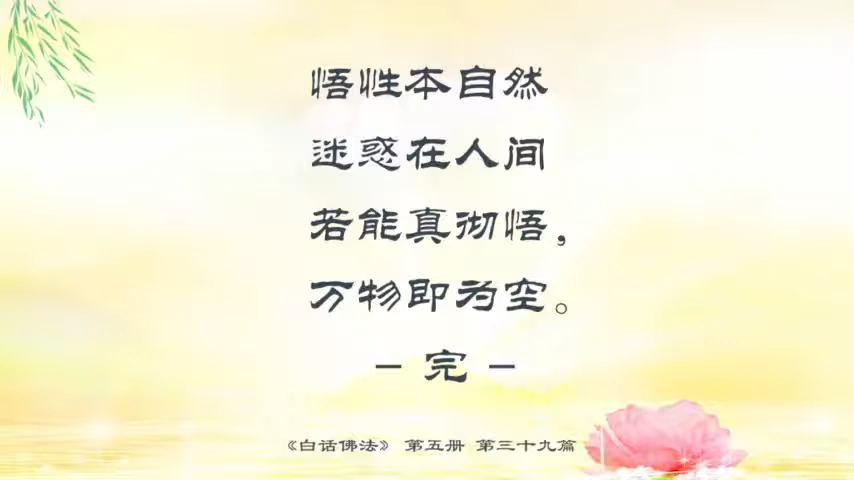 悟性本自然
迷惑在人间
若能真彻悟，
万物即为空。
- 完 -
《白话佛法》 第五册 第三十九篇